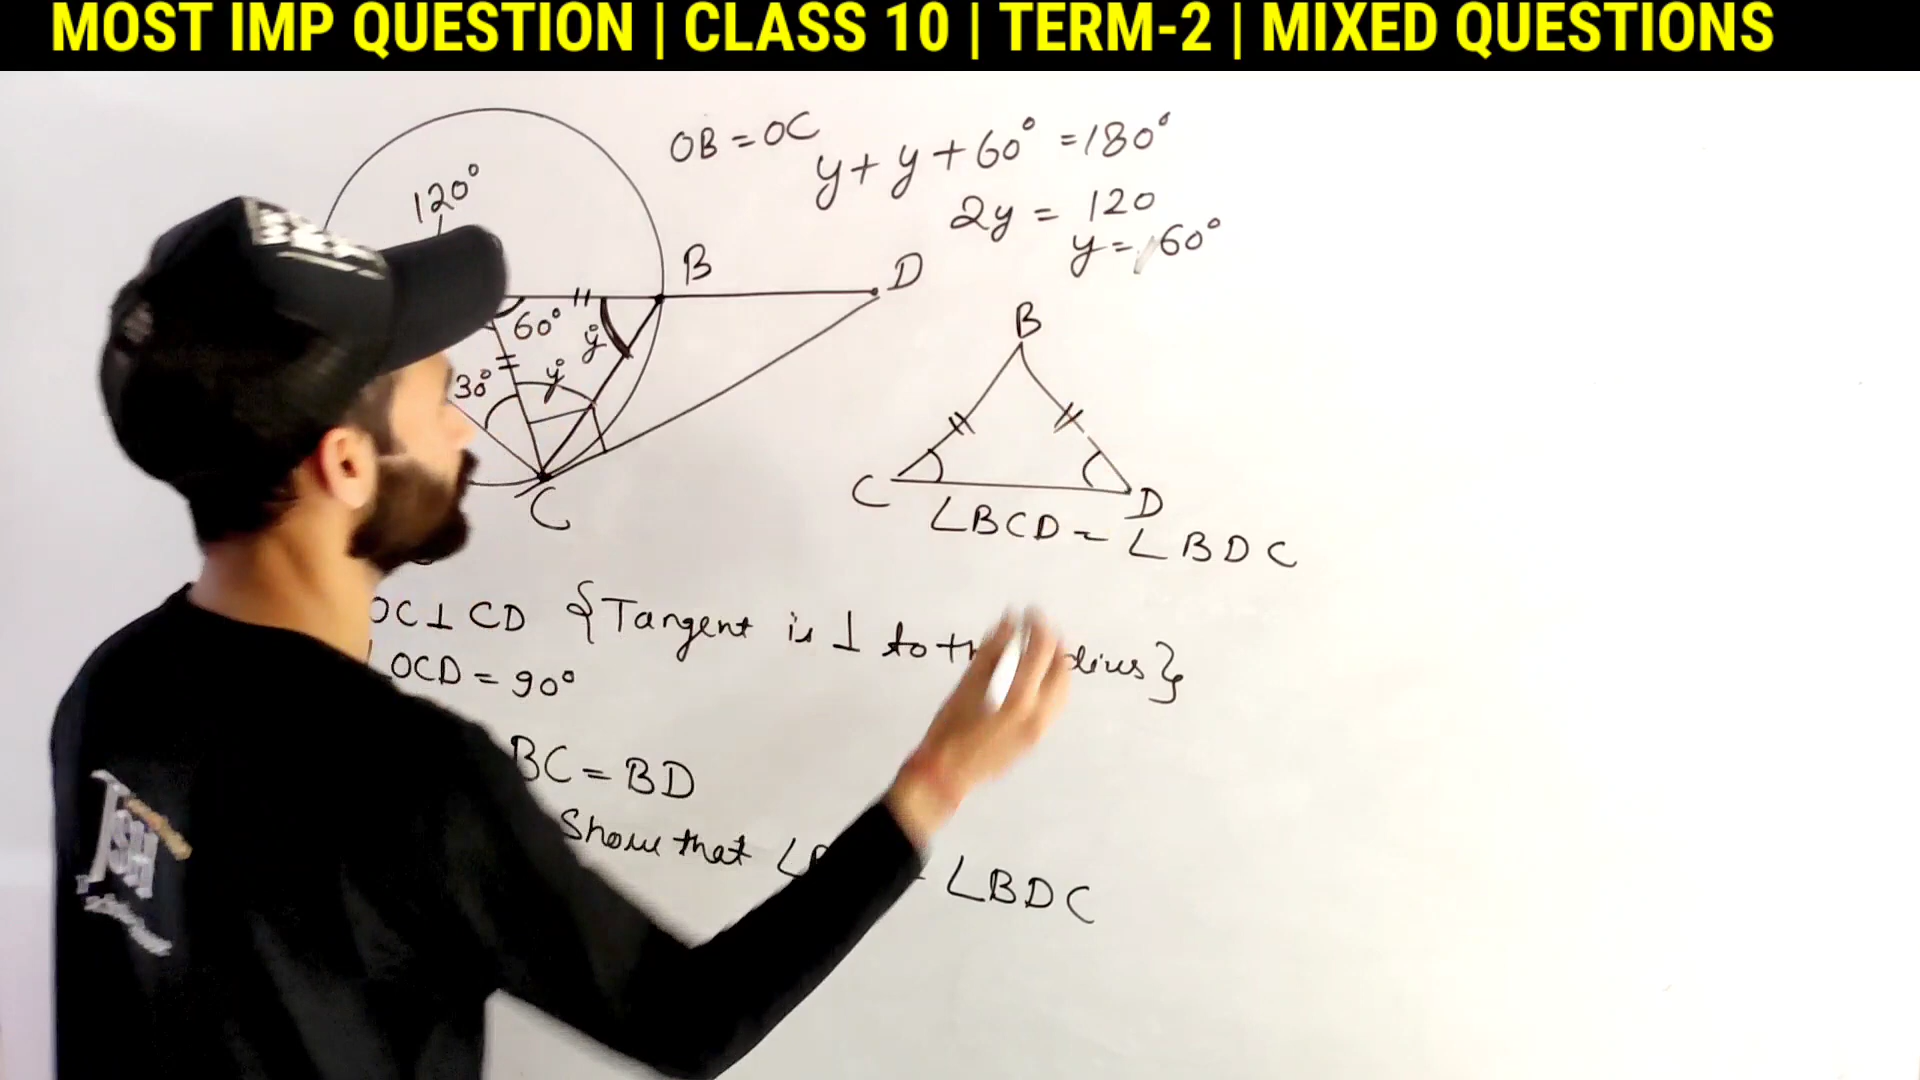 MOST IMP QUESTION | CLASS 10 | TERM-2 | MIXED QUESTIONS
OB = OC
y + y + 60° = 180°
2y = 120
y = 60°
120°
B
D
60°
y°
y°
30°
C
B
C
D
∠BCD = ∠BDC
OC ⊥ CD {Tangent is ⊥ to
}
∠OCD = 90°
BC = BD
Show that ∠
∠BDC